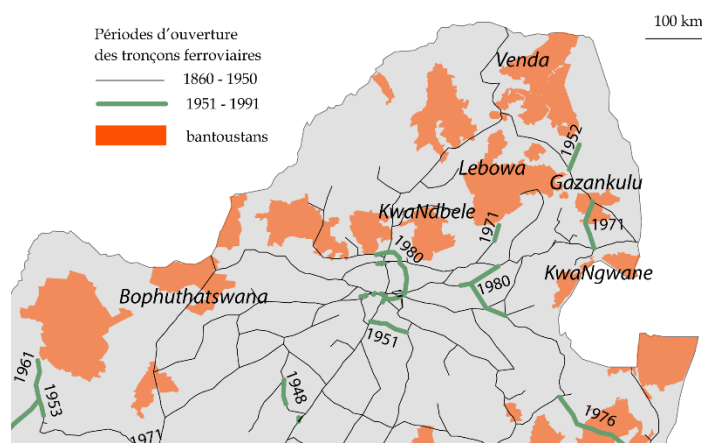 Périodes d'ouverture
des tronçons ferroviaires
1860 - 1950
1951 - 1991
bantoustans
100 km
Venda
1952
Lebowa
Gazankulu
KwaNdbele
1971
1971
1980
KwaNgwane
1980
Bophuthatswana
1951
1961
1953
1948
1976
1971